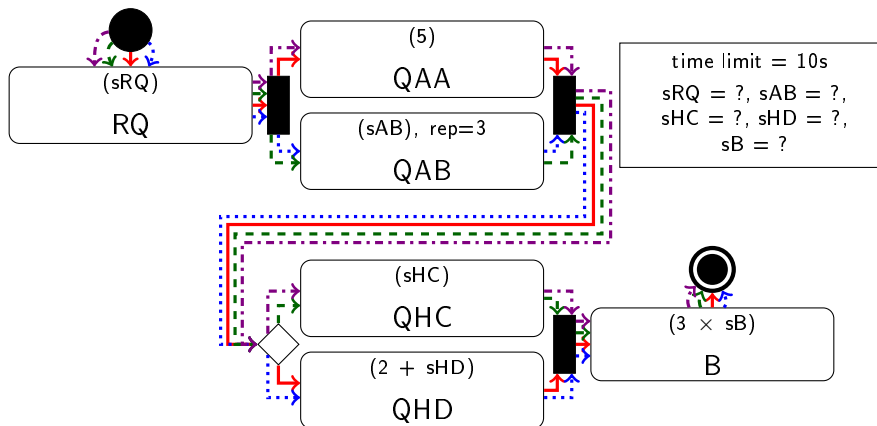 (sRQ)
RQ
(5)
QAA
(sAB), rep=3
QAB
time limit = 10s
sRQ = ?, sAB = ?,
sHC = ?, sHD = ?,
sB = ?
(sHC)
QHC
(2 + sHD)
QHD
(3 × sB)
B